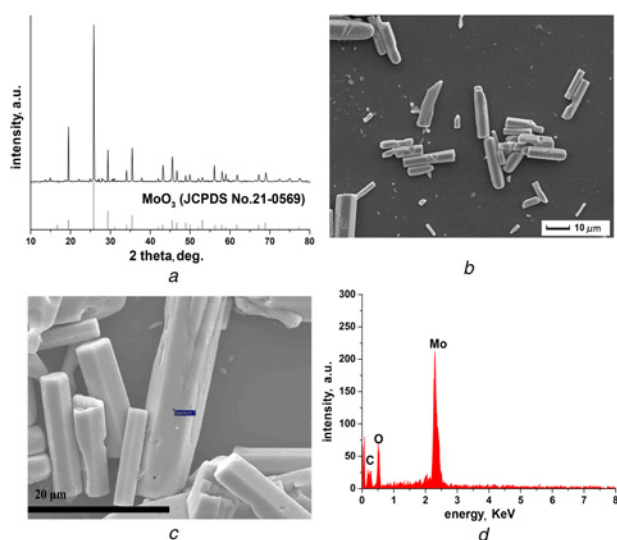 intensity, a.u.
MoO3 (JCPDS No.21-0569)
10 20 30 40 50 60 70 80
2 theta, deg.
a
10 μm
b
20 μm
c
300
250
200
150
100
50
0
intensity, a.u.
Mo
O
C
0 1 2 3 4 5 6 7 8
energy, KeV
d